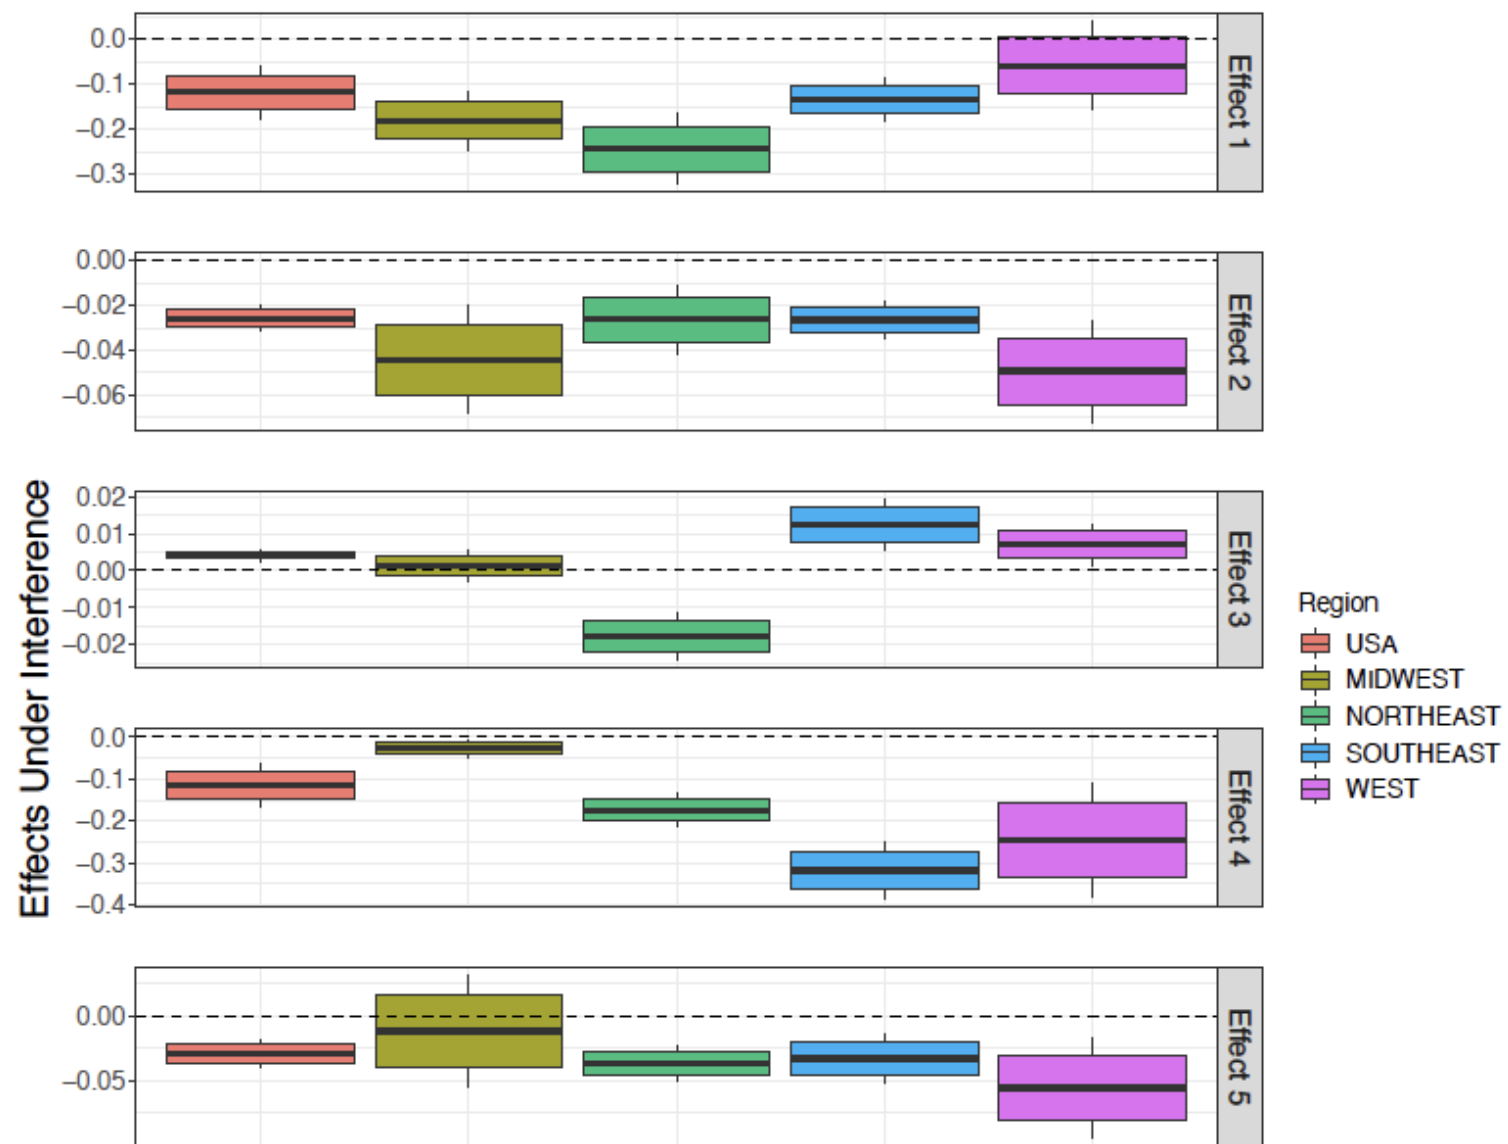 0.0
−0.1
−0.2
−0.3
Effect 1
0.00
−0.02
−0.04
−0.06
Effect 2
Effects Under Interference
0.02
0.01
0.00
−0.01
−0.02
Effect 3
0.0
−0.1
−0.2
−0.3
−0.4
Effect 4
0.00
−0.05
Effect 5
Region
USA
MIDWEST
NORTHEAST
SOUTHEAST
WEST